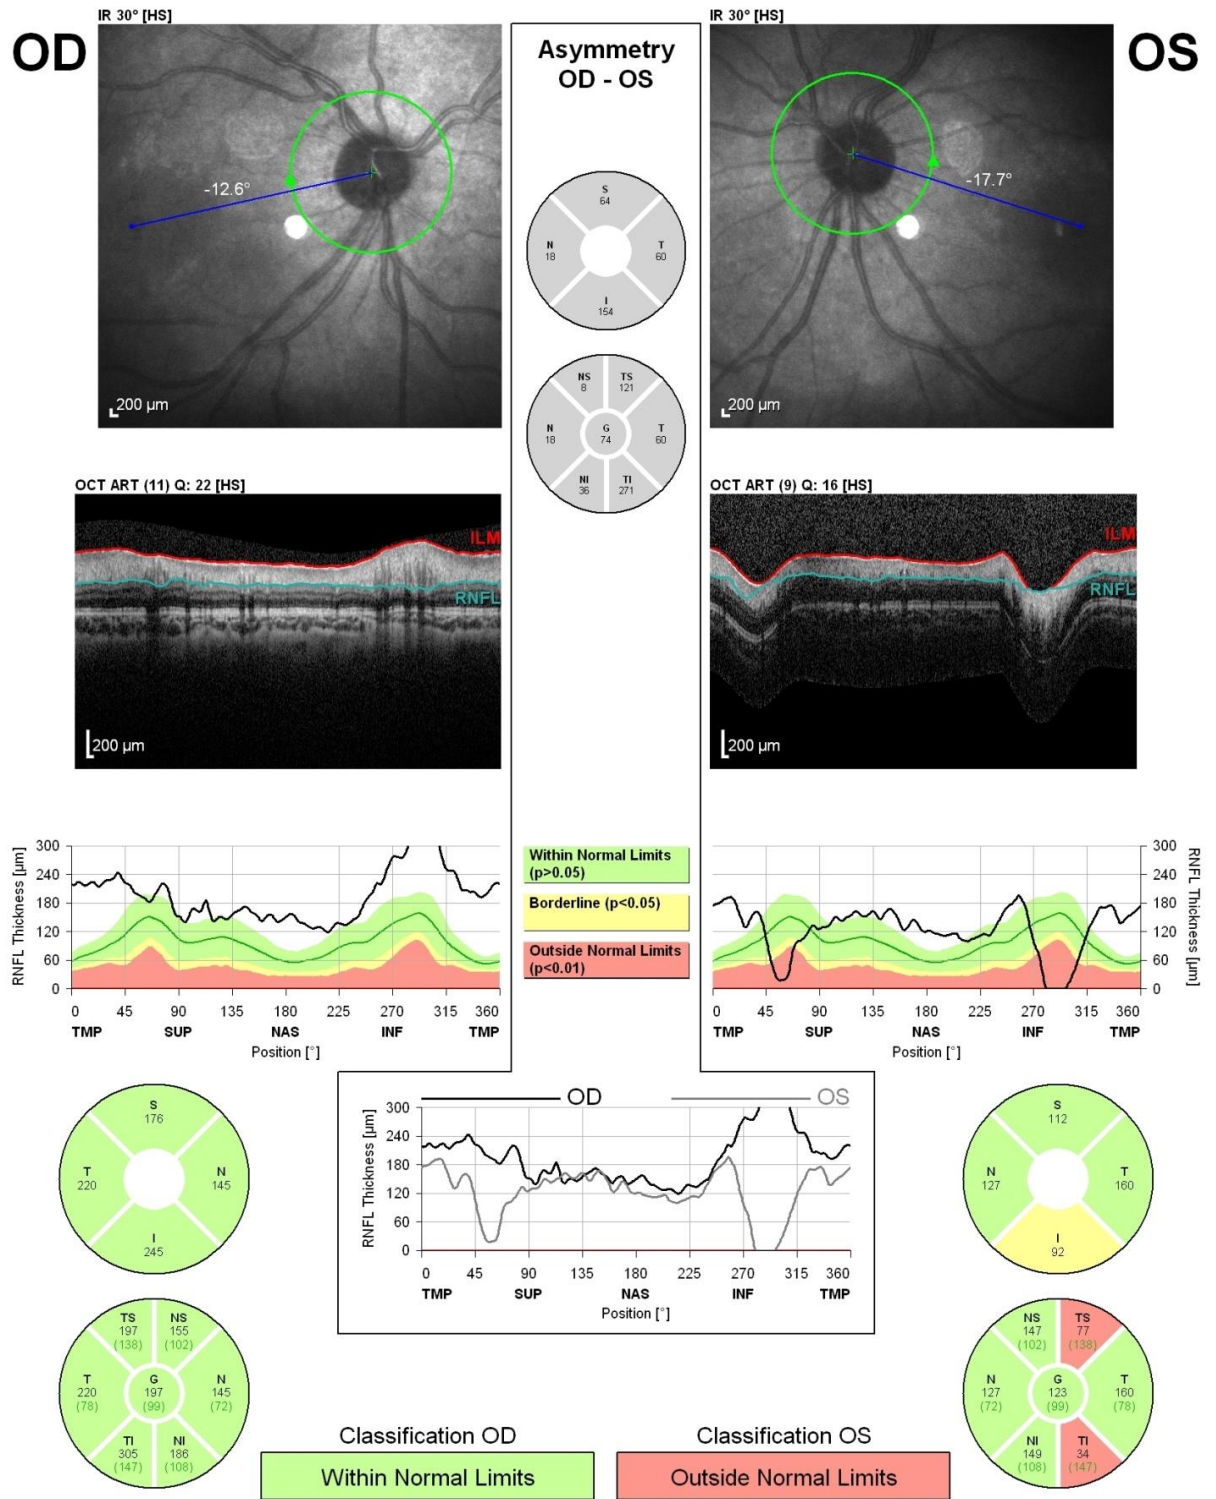 IR 30° [HS]
OD
-12.6°
200 µm
Asymmetry
OD - OS
S
64
N
18
T
60
I
154
NS
8
TS
121
N
18
G
74
T
60
NI
36
TI
271
IR 30° [HS]
OS
-17.7°
200 µm
OCT ART (11) Q: 22 [HS]
ILM
RNFL
200 µm
OCT ART (9) Q: 16 [HS]
ILM
RNFL
200 µm
RNFL Thickness [µm]
300
240
180
120
60
0
0 45 90 135 180 225 270 315 360
TMP SUP NAS INF TMP
Position [°]
Within Normal Limits
(p>0.05)
Borderline (p<0.05)
Outside Normal Limits
(p<0.01)
300
240
180
120
60
0
RNFL Thickness [µm]
0 45 90 135 180 225 270 315 360
TMP SUP NAS INF TMP
Position [°]
S
176
T
220
N
145
I
245
OD
OS
RNFL Thickness [µm]
300
240
180
120
60
0
0 45 90 135 180 225 270 315 360
TMP SUP NAS INF TMP
Position [°]
S
112
N
127
T
160
I
92
TS
197
(138)
NS
155
(102)
T
220
(78)
G
197
(99)
N
145
(72)
TI
305
(147)
NI
186
(108)
NS
147
(102)
TS
77
(138)
N
127
(72)
G
123
(99)
T
160
(78)
NI
149
(108)
TI
34
(147)
Classification OD
Within Normal Limits
Classification OS
Outside Normal Limits